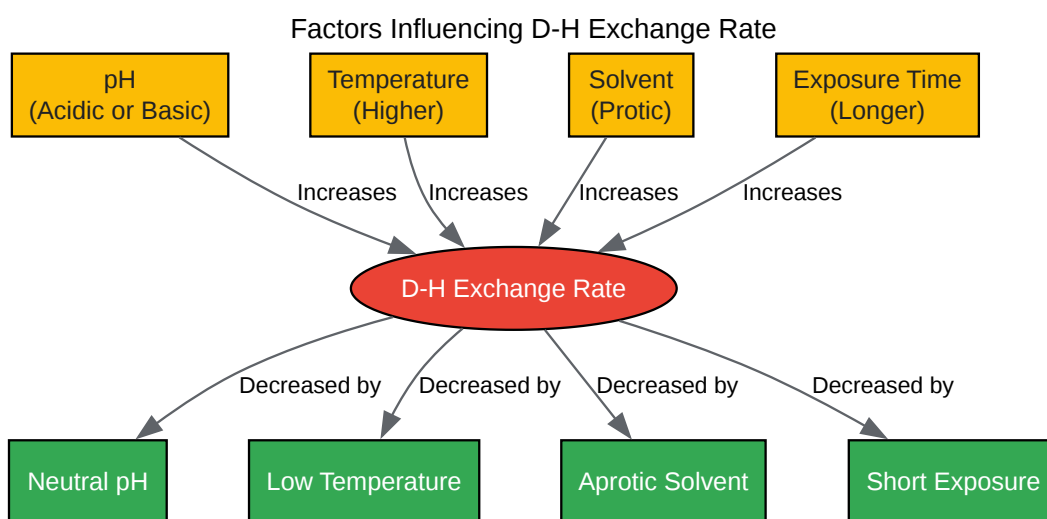 Factors Influencing D-H Exchange Rate
pH
(Acidic or Basic)
Temperature
(Higher)
Solvent
(Protic)
Exposure Time
(Longer)
Increases
Increases
Increases
Increases
D-H Exchange Rate
Decreased by
Decreased by
Decreased by
Decreased by
Neutral pH
Low Temperature
Aprotic Solvent
Short Exposure